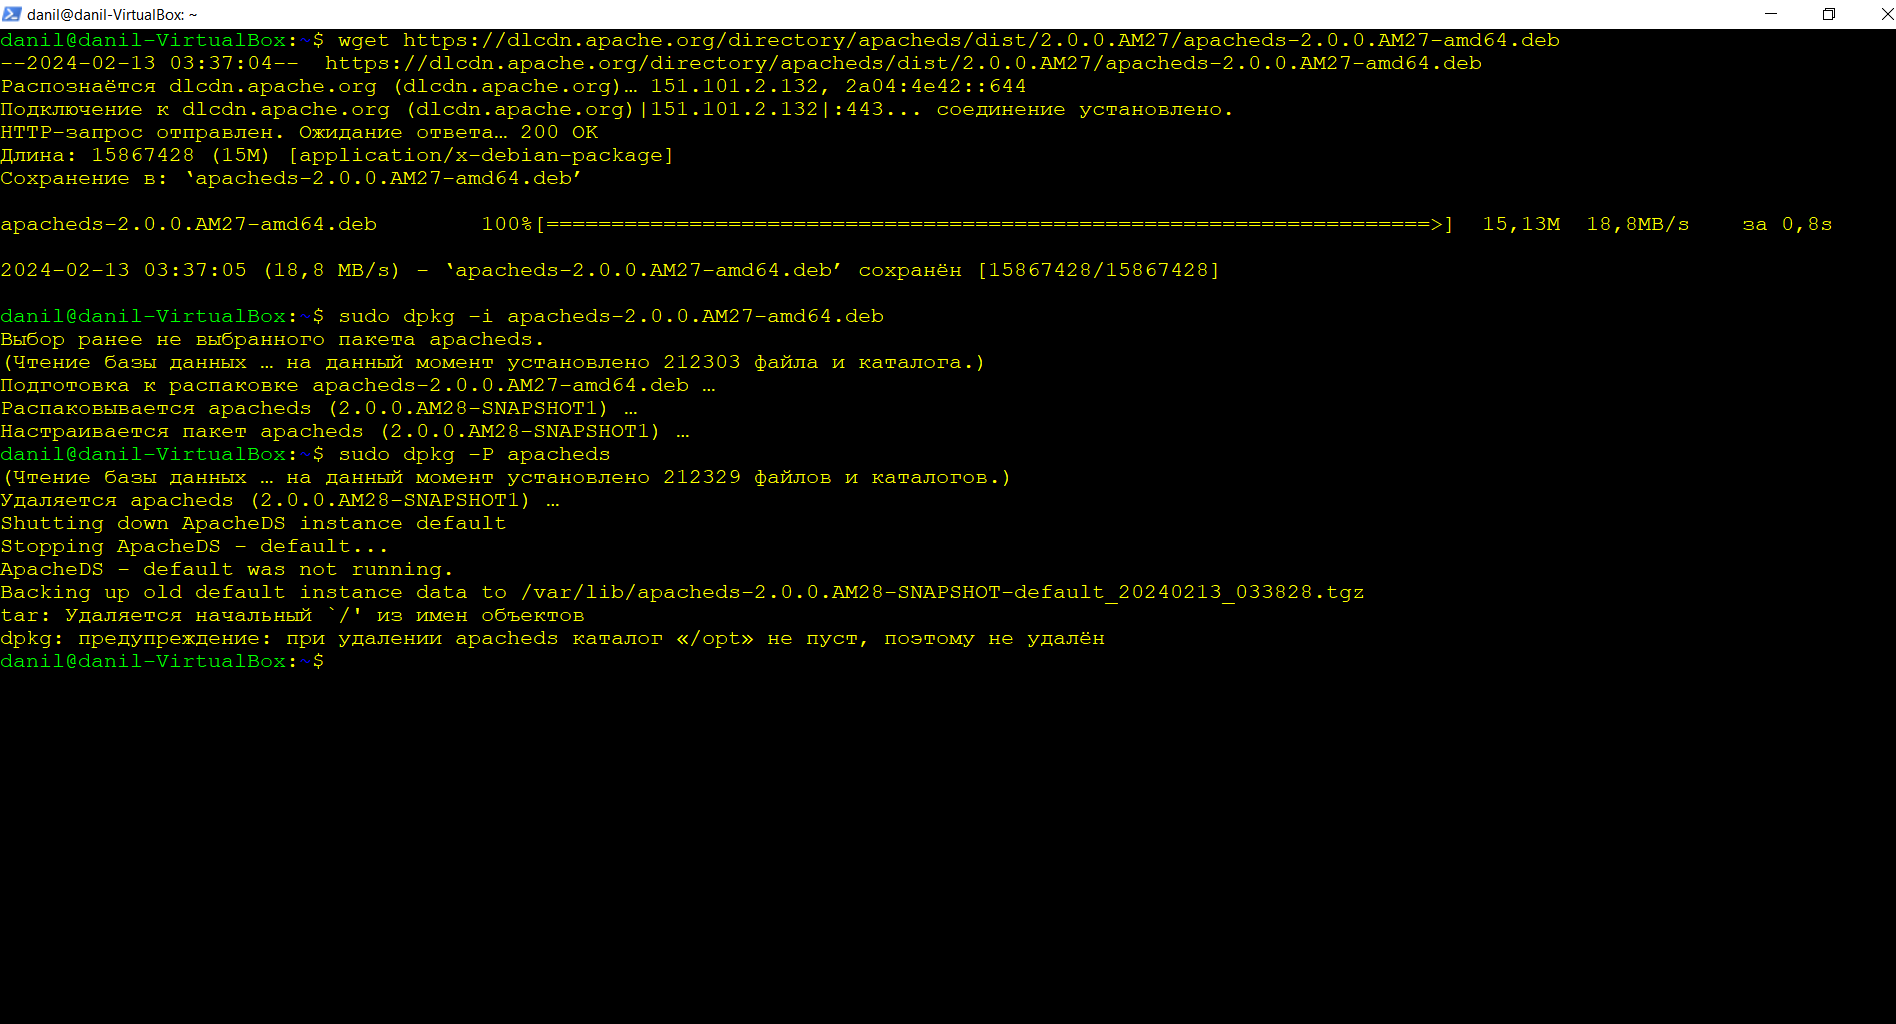 danil@danil-VirtualBox: ~
danil@danil-VirtualBox:~$ wget https://dlcdn.apache.org/directory/apacheds/dist/2.0.0.AM27/apacheds-2.0.0.AM27-amd64.deb
--2024-02-13 03:37:04--  https://dlcdn.apache.org/directory/apacheds/dist/2.0.0.AM27/apacheds-2.0.0.AM27-amd64.deb
Распознаётся dlcdn.apache.org (dlcdn.apache.org)… 151.101.2.132, 2a04:4e42::644
Подключение к dlcdn.apache.org (dlcdn.apache.org)|151.101.2.132|:443... соединение установлено.
HTTP-запрос отправлен. Ожидание ответа… 200 OK
Длина: 15867428 (15M) [application/x-debian-package]
Сохранение в: ‘apacheds-2.0.0.AM27-amd64.deb’
apacheds-2.0.0.AM27-amd64.deb        100%[====================================================================>]  15,13M  18,8MB/s    за 0,8s
2024-02-13 03:37:05 (18,8 MB/s) - ‘apacheds-2.0.0.AM27-amd64.deb’ сохранён [15867428/15867428]
danil@danil-VirtualBox:~$ sudo dpkg -i apacheds-2.0.0.AM27-amd64.deb
Выбор ранее не выбранного пакета apacheds.
(Чтение базы данных … на данный момент установлено 212303 файла и каталога.)
Подготовка к распаковке apacheds-2.0.0.AM27-amd64.deb …
Распаковывается apacheds (2.0.0.AM28-SNAPSHOT1) …
Настраивается пакет apacheds (2.0.0.AM28-SNAPSHOT1) …
danil@danil-VirtualBox:~$ sudo dpkg -P apacheds
(Чтение базы данных … на данный момент установлено 212329 файлов и каталогов.)
Удаляется apacheds (2.0.0.AM28-SNAPSHOT1) …
Shutting down ApacheDS instance default
Stopping ApacheDS - default...
ApacheDS - default was not running.
Backing up old default instance data to /var/lib/apacheds-2.0.0.AM28-SNAPSHOT-default_20240213_033828.tgz
tar: Удаляется начальный `/' из имен объектов
dpkg: предупреждение: при удалении apacheds каталог «/opt» не пуст, поэтому не удалён
danil@danil-VirtualBox:~$